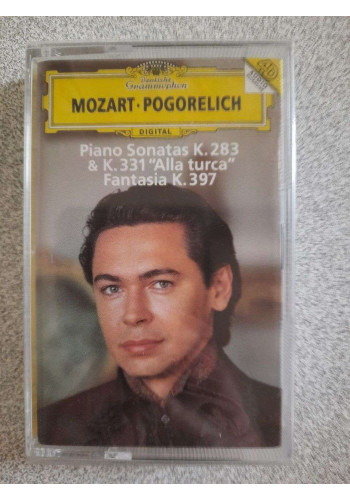 Deutsche
Grammophon
MOZART · POGORELICH
DIGITAL
Piano Sonatas K.283
& K.331 "Alla turca"
Fantasia K.397